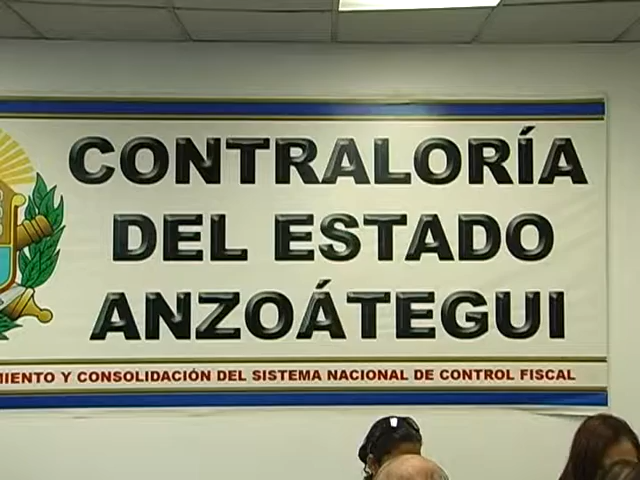 CONTRALORÍA
DEL ESTADO
ANZOÁTEGUI
Y CONSOLIDACIÓN DEL SISTEMA NACIONAL DE CONTROL FISCAL